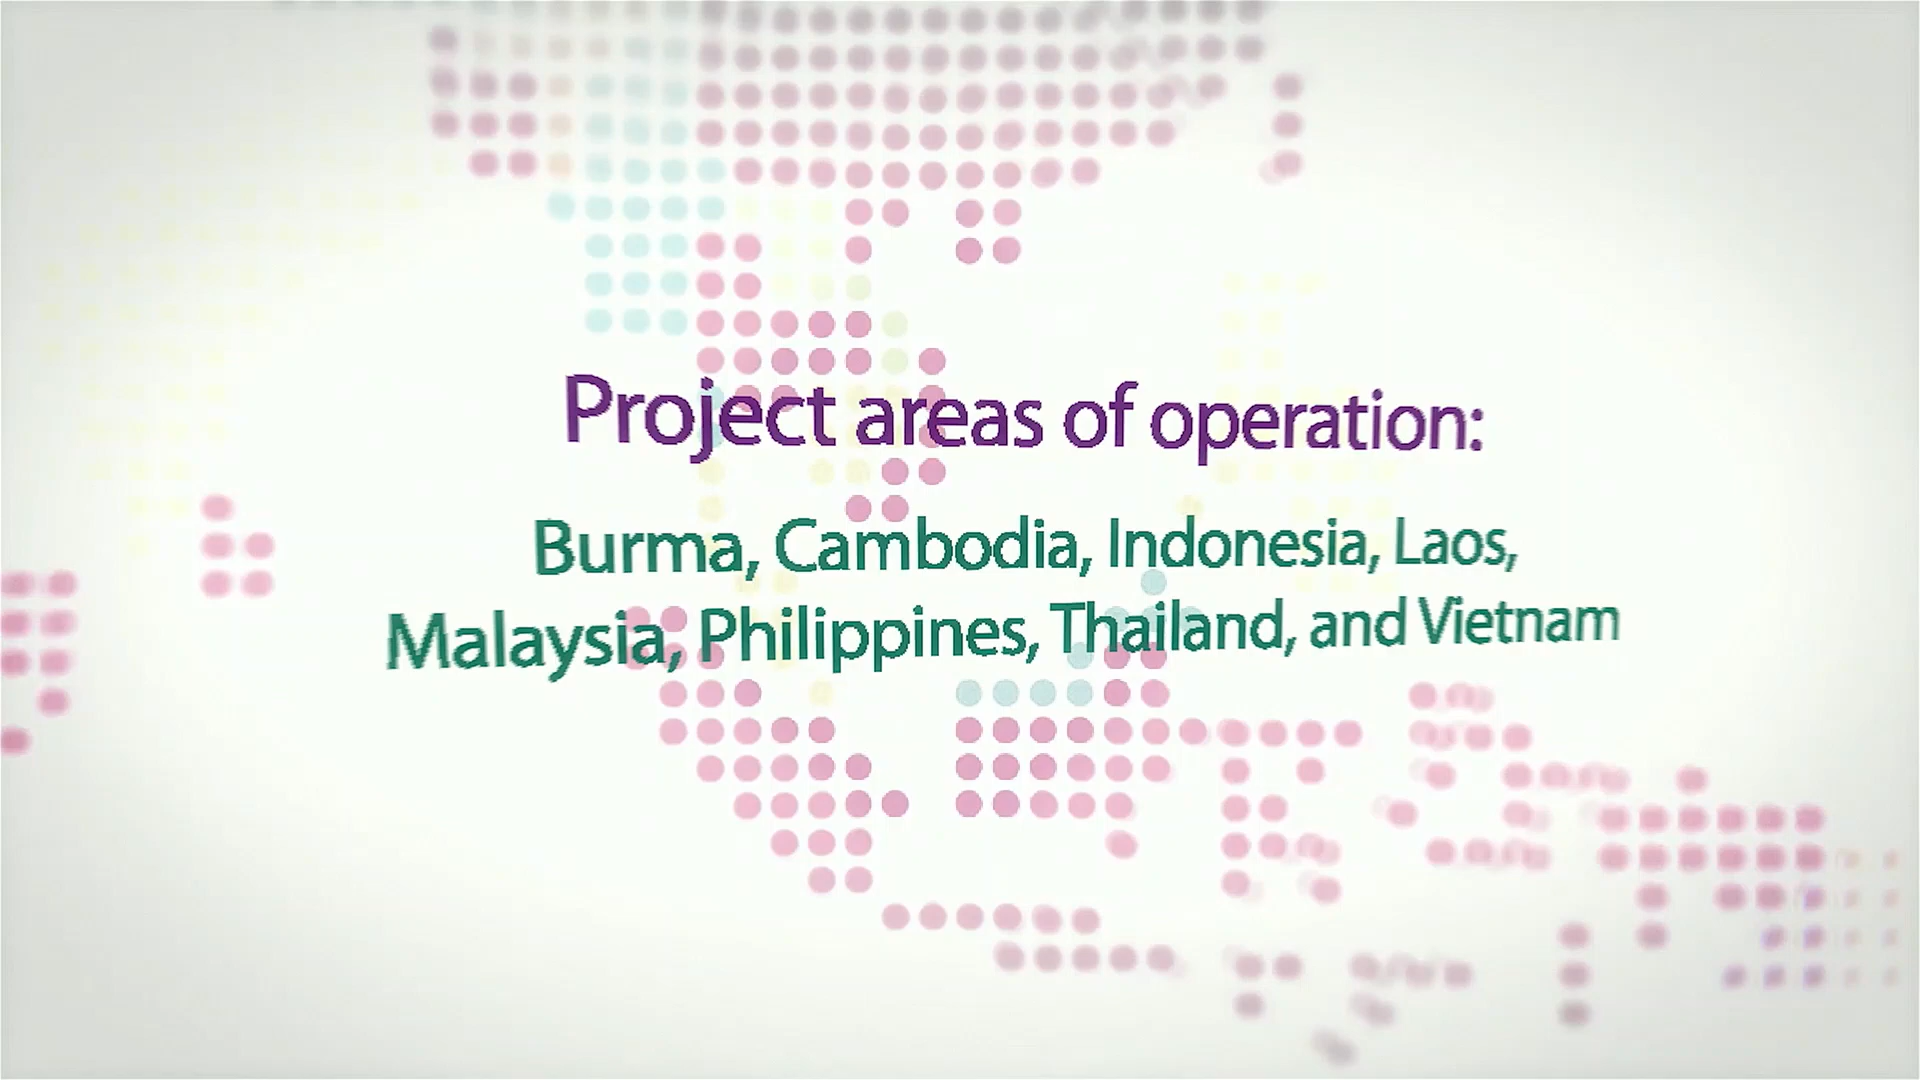 Project areas of operation:
Burma, Cambodia, Indonesia, Laos,
Malaysia, Philippines, Thailand, and Vietnam